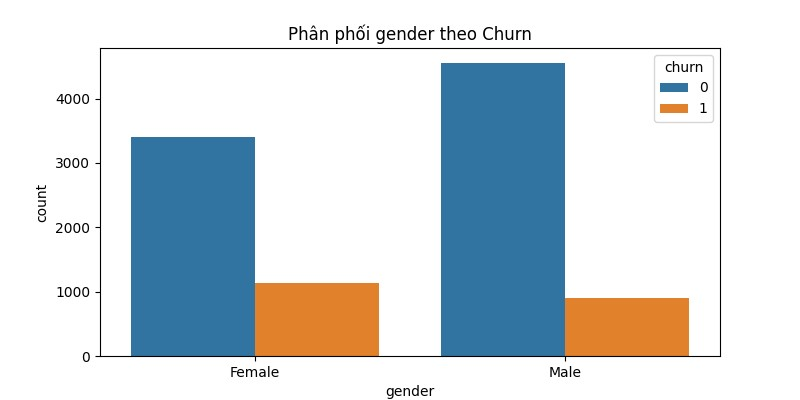 Phân phối gender theo Churn
churn
0
1
4000
3000
2000
1000
0
count
Female
Male
gender